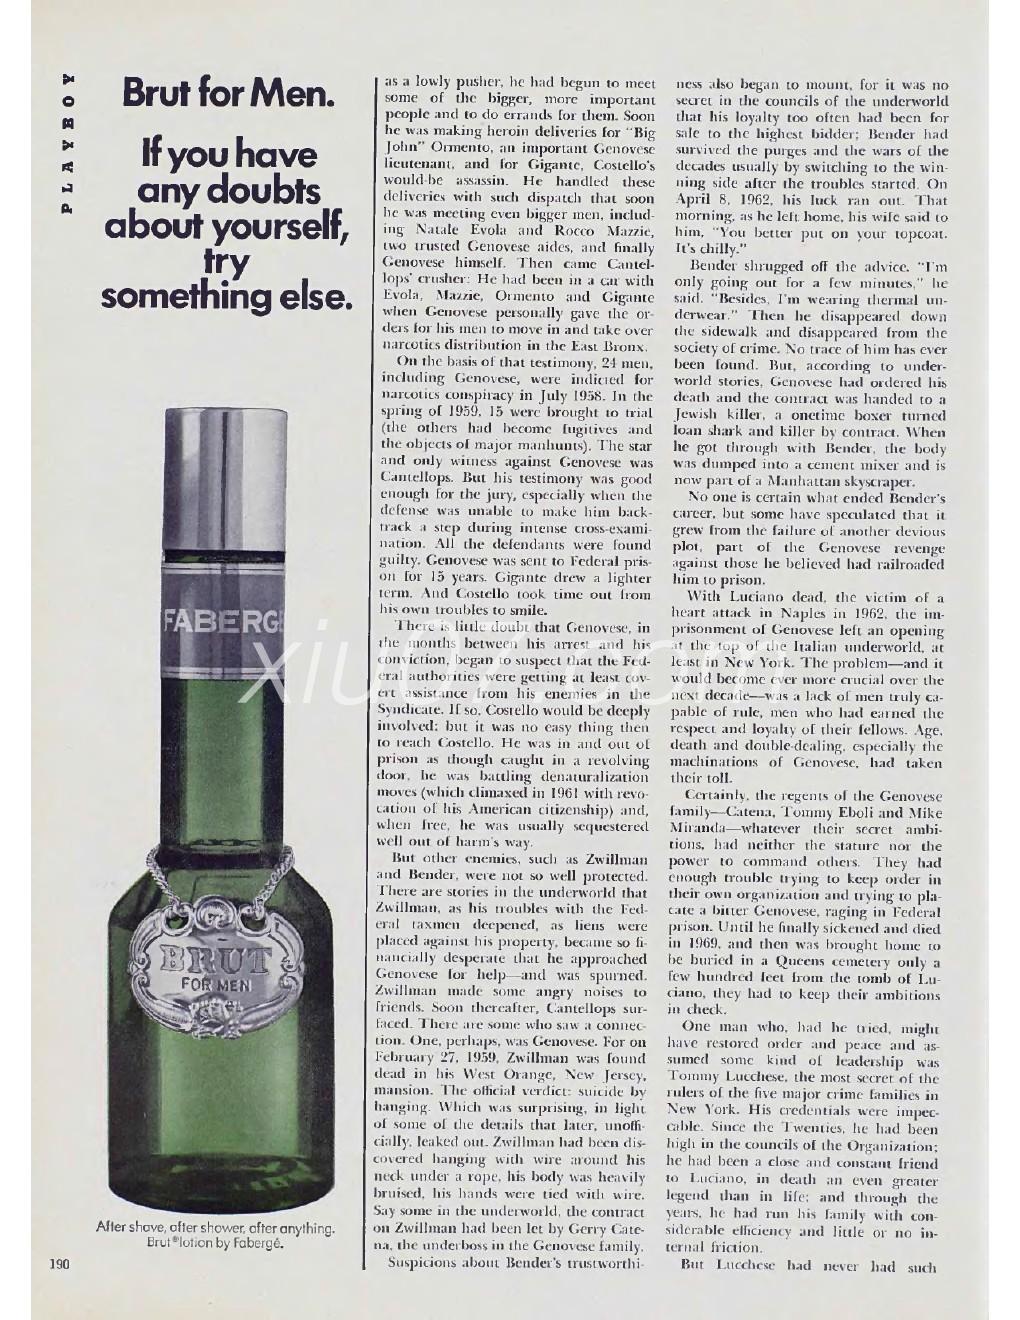 PLAYBOY
Brut for Men.
If you have
any doubts
about yourself,
try
something else.
FABERGE
BRUT
FOR MEN
After shave, after shower, after anything.
Brut® lotion by Fabergé.
190
as a lowly pusher, he had begun to meet
some of the bigger, more important
people and to do errands for them. Soon
he was making heroin deliveries for "Big
John" Ormento, an important Genovese
lieutenant, and for Gigante, Costello's
would-be assassin. He handled these
deliveries with such dispatch that soon
he was meeting even bigger men, includ-
ing Natale Evola and Rocco Mazzie,
two trusted Genovese aides, and finally
Genovese himself. Then came Cantel-
lops' crusher: He had been in a car with
Evola, Mazzie, Ormento and Gigante
when Genovese personally gave the or-
ders for his men to move in and take over
narcotics distribution in the East Bronx.
On the basis of that testimony, 24 men,
including Genovese, were indicted for
narcotics conspiracy in July 1958. In the
spring of 1959, 15 were brought to trial
(the others had become fugitives and
the objects of major manhunts). The star
and only witness against Genovese was
Cantellops. But his testimony was good
enough for the jury, especially when the
defense was unable to make him back-
track a step during intense cross-exami-
nation. All the defendants were found
guilty. Genovese was sent to Federal pris-
on for 15 years. Gigante drew a lighter
term. And Costello took time out from
his own troubles to smile.
There is little doubt that Genovese, in
the months between his arrest and his
conviction, began to suspect that the Fed-
eral authorities were getting at least cov-
ert assistance from his enemies in the
Syndicate. If so, Costello would be deeply
involved; but it was no easy thing then
to reach Costello. He was in and out of
prison as though caught in a revolving
door, he was battling denaturalization
moves (which climaxed in 1961 with revo-
cation of his American citizenship) and,
when free, he was usually sequestered
well out of harm's way.
But other enemies, such as Zwillman
and Bender, were not so well protected.
There are stories in the underworld that
Zwillman, as his troubles with the Fed-
eral taxmen deepened, as liens were
placed against his property, became so fi-
nancially desperate that he approached
Genovese for help—and was spurned.
Zwillman made some angry noises to
friends. Soon thereafter, Cantellops sur-
faced. There are some who saw a connec-
tion. One, perhaps, was Genovese. For on
February 27, 1959, Zwillman was found
dead in his West Orange, New Jersey,
mansion. The official verdict: suicide by
hanging. Which was surprising, in light
of some of the details that later, unoffi-
cially, leaked out. Zwillman had been dis-
covered hanging with wire around his
neck under a rope, his body was heavily
bruised, his hands were tied with wire.
Say some in the underworld, the contract
on Zwillman had been let by Gerry Cate-
na, the underboss in the Genovese family.
Suspicions about Bender's trustworthi-
ness also began to mount, for it was no
secret in the councils of the underworld
that his loyalty too often had been for
sale to the highest bidder; Bender had
survived the purges and the wars of the
decades usually by switching to the win-
ning side after the troubles started. On
April 8, 1962, his luck ran out. That
morning, as he left home, his wife said to
him, "You better put on your topcoat.
It's chilly."
Bender shrugged off the advice. "I'm
only going out for a few minutes," he
said. "Besides, I'm wearing thermal un-
derwear." Then he disappeared down
the sidewalk and disappeared from the
society of crime. No trace of him has ever
been found. But, according to under-
world stories, Genovese had ordered his
death and the contract was handed to a
Jewish killer, a onetime boxer turned
loan shark and killer by contract. When
he got through with Bender, the body
was dumped into a cement mixer and is
now part of a Manhattan skyscraper.
No one is certain what ended Bender's
career, but some have speculated that it
grew from the failure of another devious
plot, part of the Genovese revenge
against those he believed had railroaded
him to prison.
With Luciano dead, the victim of a
heart attack in Naples in 1962, the im-
prisonment of Genovese left an opening
at the top of the Italian underworld, at
least in New York. The problem—and it
would become ever more crucial over the
next decade—was a lack of men truly ca-
pable of rule, men who had earned the
respect and loyalty of their fellows. Age,
death and double-dealing, especially the
machinations of Genovese, had taken
their toll.
Certainly, the regents of the Genovese
family—Catena, Tommy Eboli and Mike
Miranda—whatever their secret ambi-
tions, had neither the stature nor the
power to command others. They had
enough trouble trying to keep order in
their own organization and trying to pla-
cate a bitter Genovese, raging in Federal
prison. Until he finally sickened and died
in 1969, and then was brought home to
be buried in a Queens cemetery only a
few hundred feet from the tomb of Lu-
ciano, they had to keep their ambitions
in check.
One man who, had he tried, might
have restored order and peace and as-
sumed some kind of leadership was
Tommy Lucchese, the most secret of the
rulers of the five major crime families in
New York. His credentials were impec-
cable. Since the Twenties, he had been
high in the councils of the Organization;
he had been a close and constant friend
to Luciano, in death an even greater
legend than in life; and through the
years, he had run his family with con-
siderable efficiency and little or no in-
ternal friction.
But Lucchese had never had such